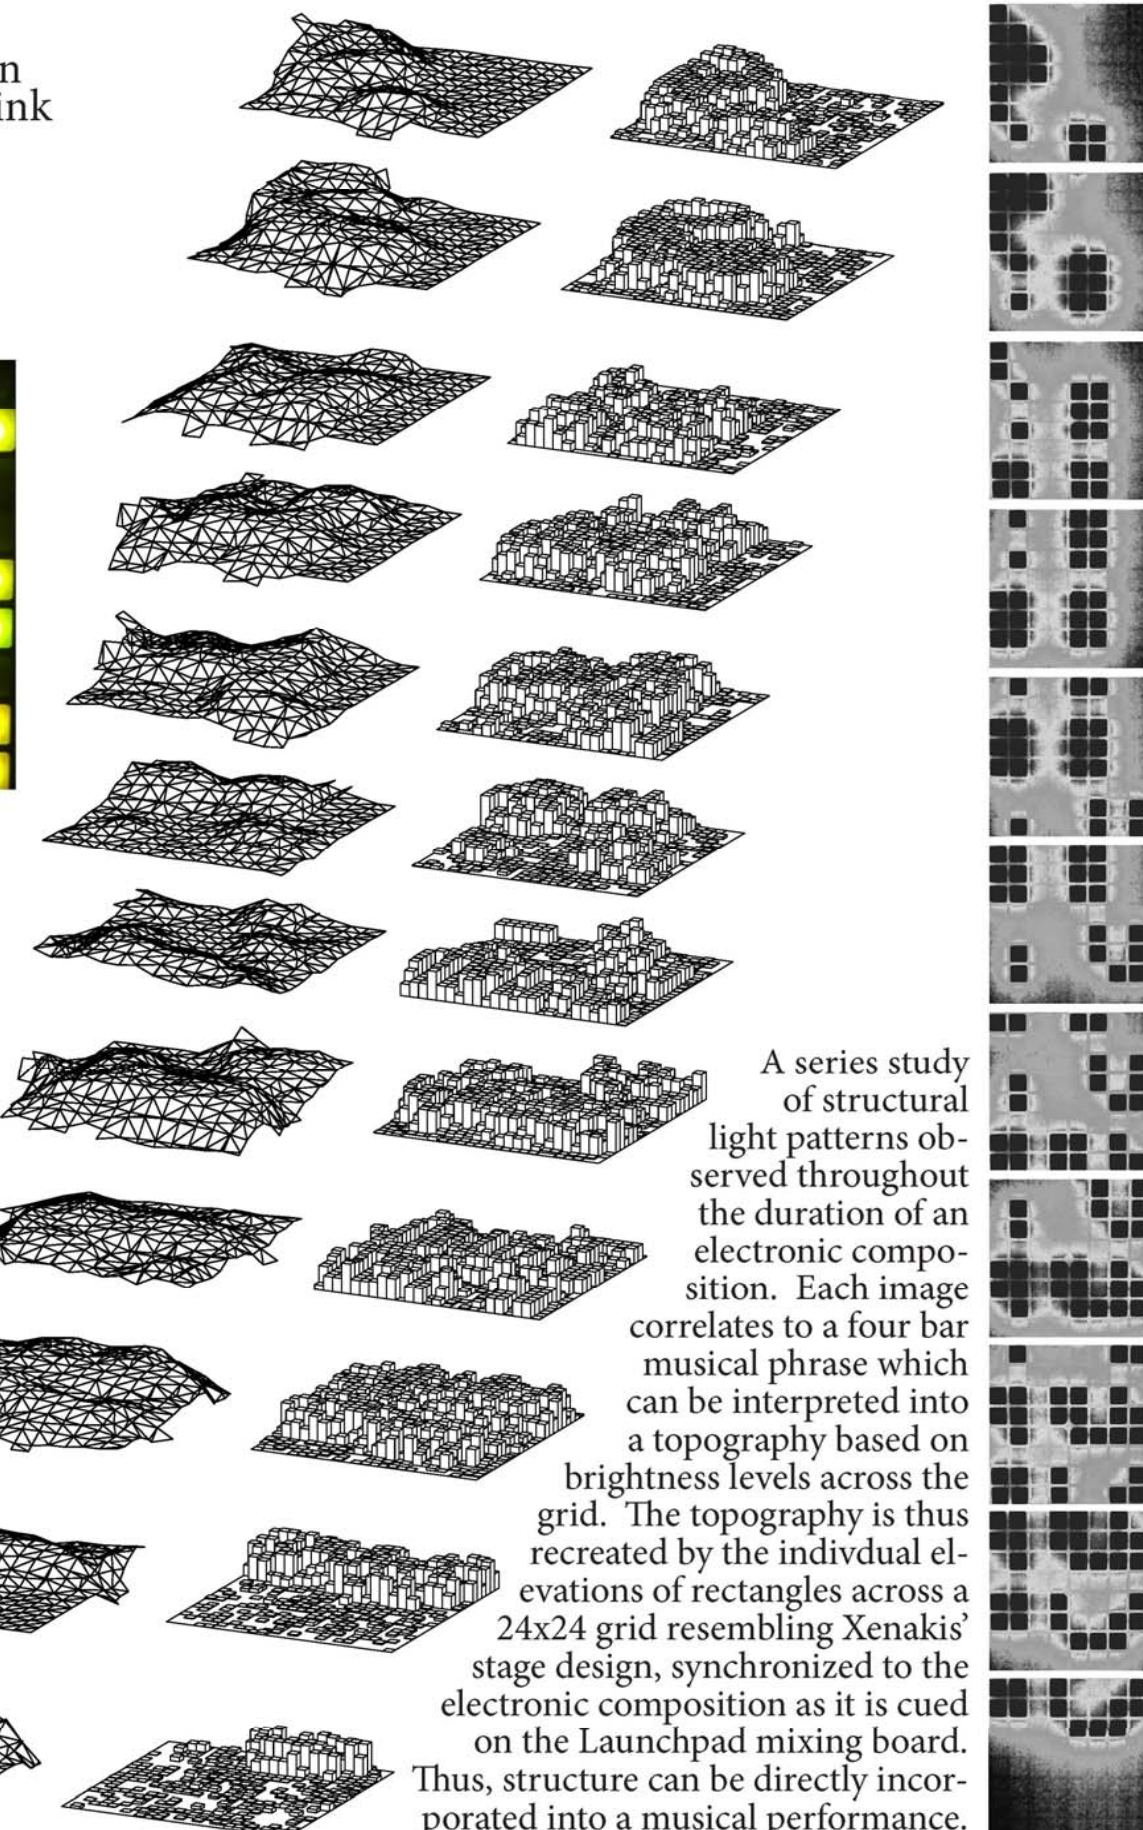 n
ink
A series study
of structural
light patterns ob-
served throughout
the duration of an
electronic compo-
sition.  Each image
correlates to a four bar
musical phrase which
can be interpreted into
a topography based on
brightness levels across the
grid.  The topography is thus
recreated by the indivdual el-
evations of rectangles across a
24x24 grid resembling Xenakis'
stage design, synchronized to the
electronic composition as it is cued
on the Launchpad mixing board.
Thus, structure can be directly incor-
porated into a musical performance.